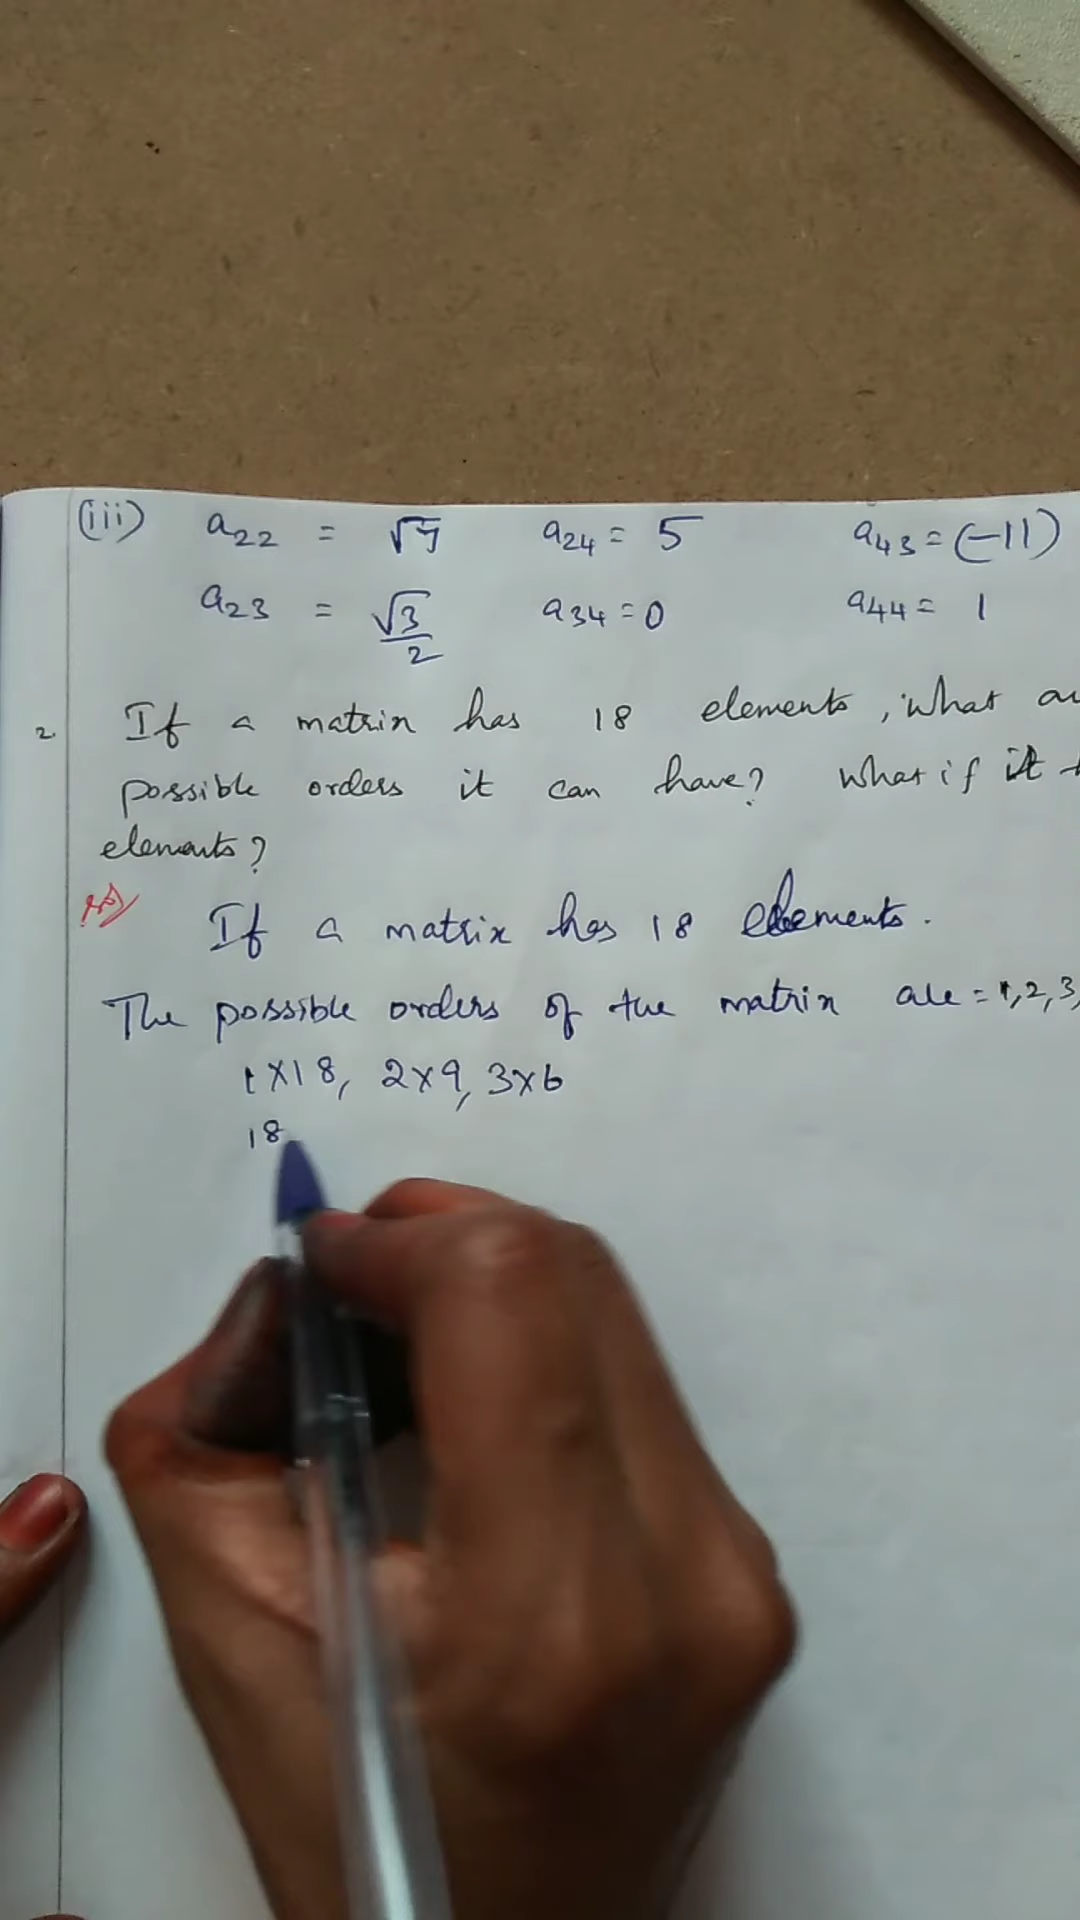 (iii) a22 = √7 a24 = 5 a43 = (-11)
a23 = √3/2 a34 = 0 a44 = 1
2. If a matrix has 18 elements, what
possible orders it can have? What if it
elements?
If a matrix has 18 elements.
The possible orders of the matrix are = 1, 2, 3,
1×18, 2×9, 3×6
18